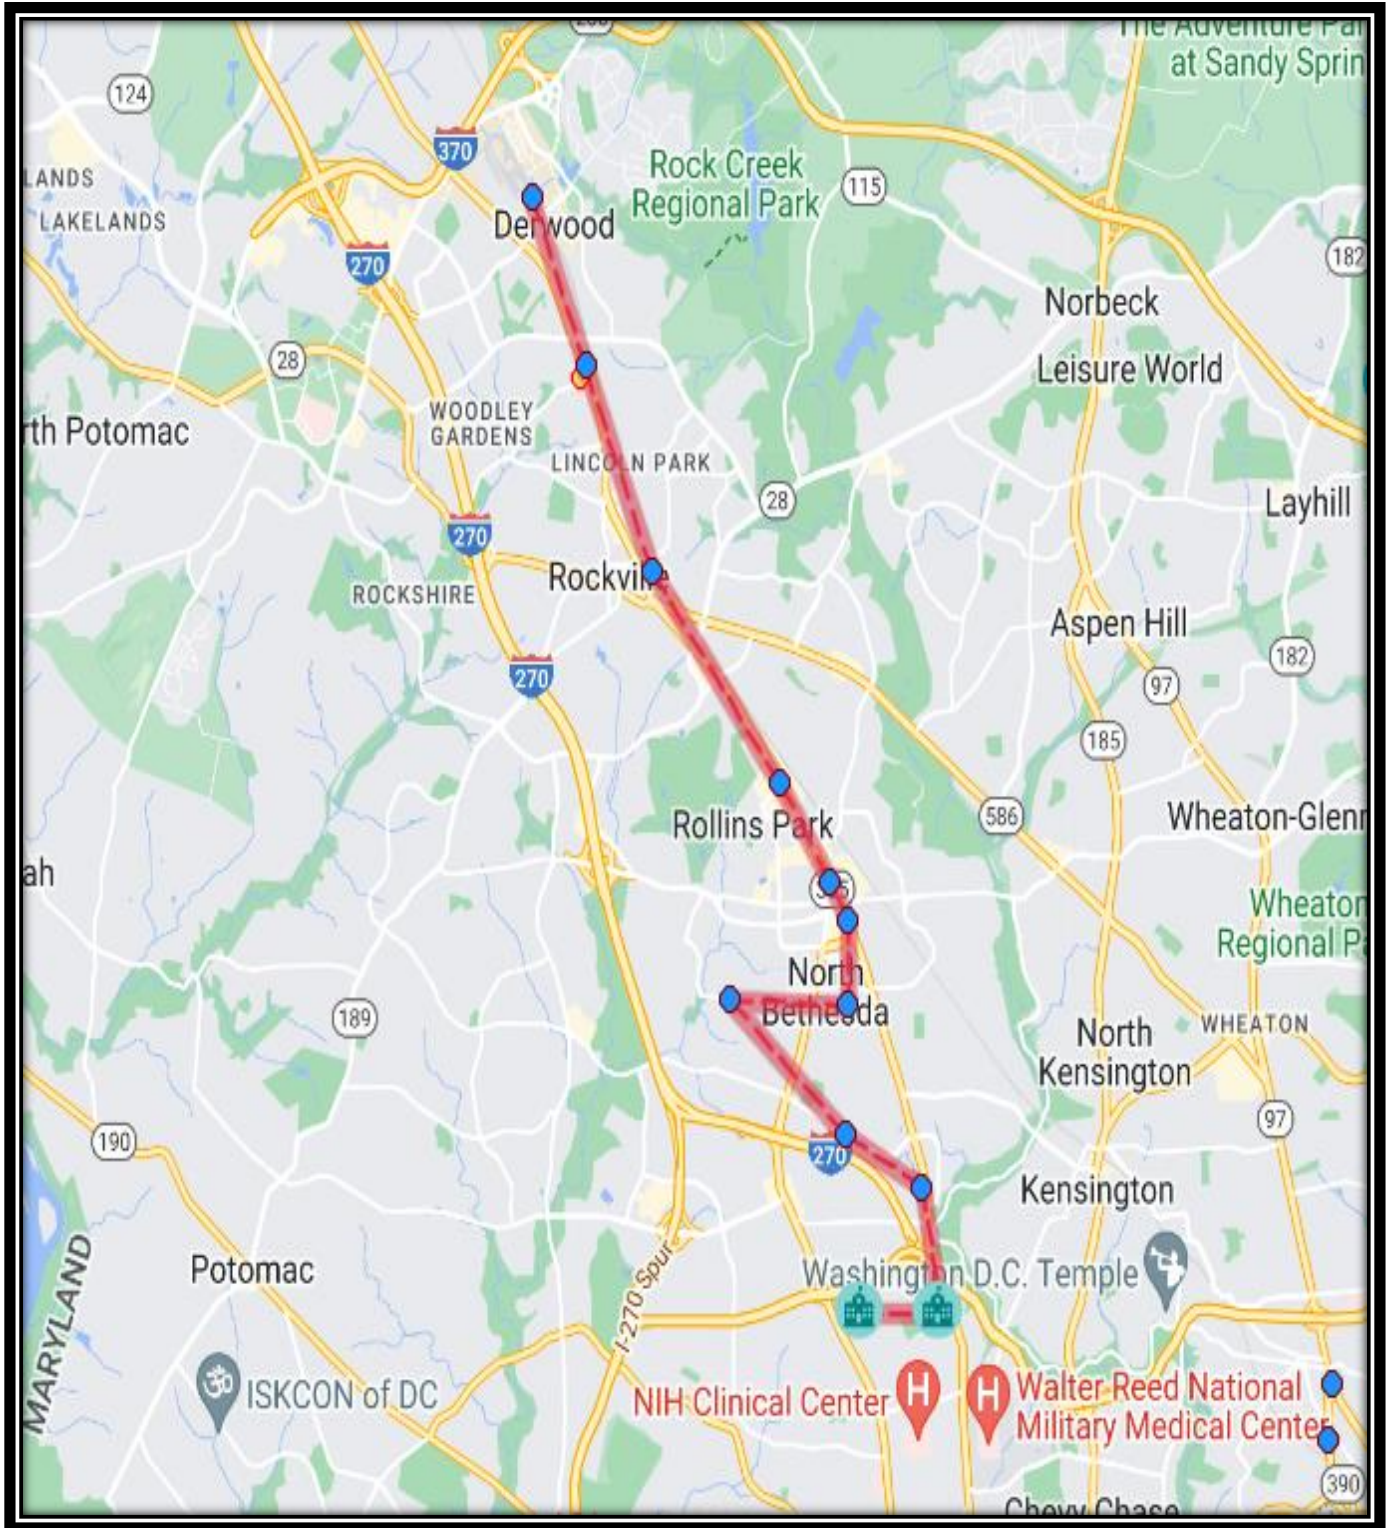 The Adventure Par
at Sandy Sprin
124
370
Rock Creek
Regional Park
115
LANDS
LAKELANDS
Derwood
182
270
Norbeck
28
Leisure World
WOODLEY
GARDENS
rth Potomac
LINCOLN PARK
28
Layhill
270
Rockville
ROCKSHIRE
Aspen Hill
182
270
97
185
Rollins Park
586
Wheaton-Glenn
ah
Wheaton
Regional Pa
North
Bethesda
189
WHEATON
North
Kensington
190
97
270
Kensington
Potomac
Washington D.C. Temple
I-270 Spur
MARYLAND
ISKCON of DC
NIH Clinical Center
H
H
Walter Reed National
Military Medical Center
390
Chevy Chase